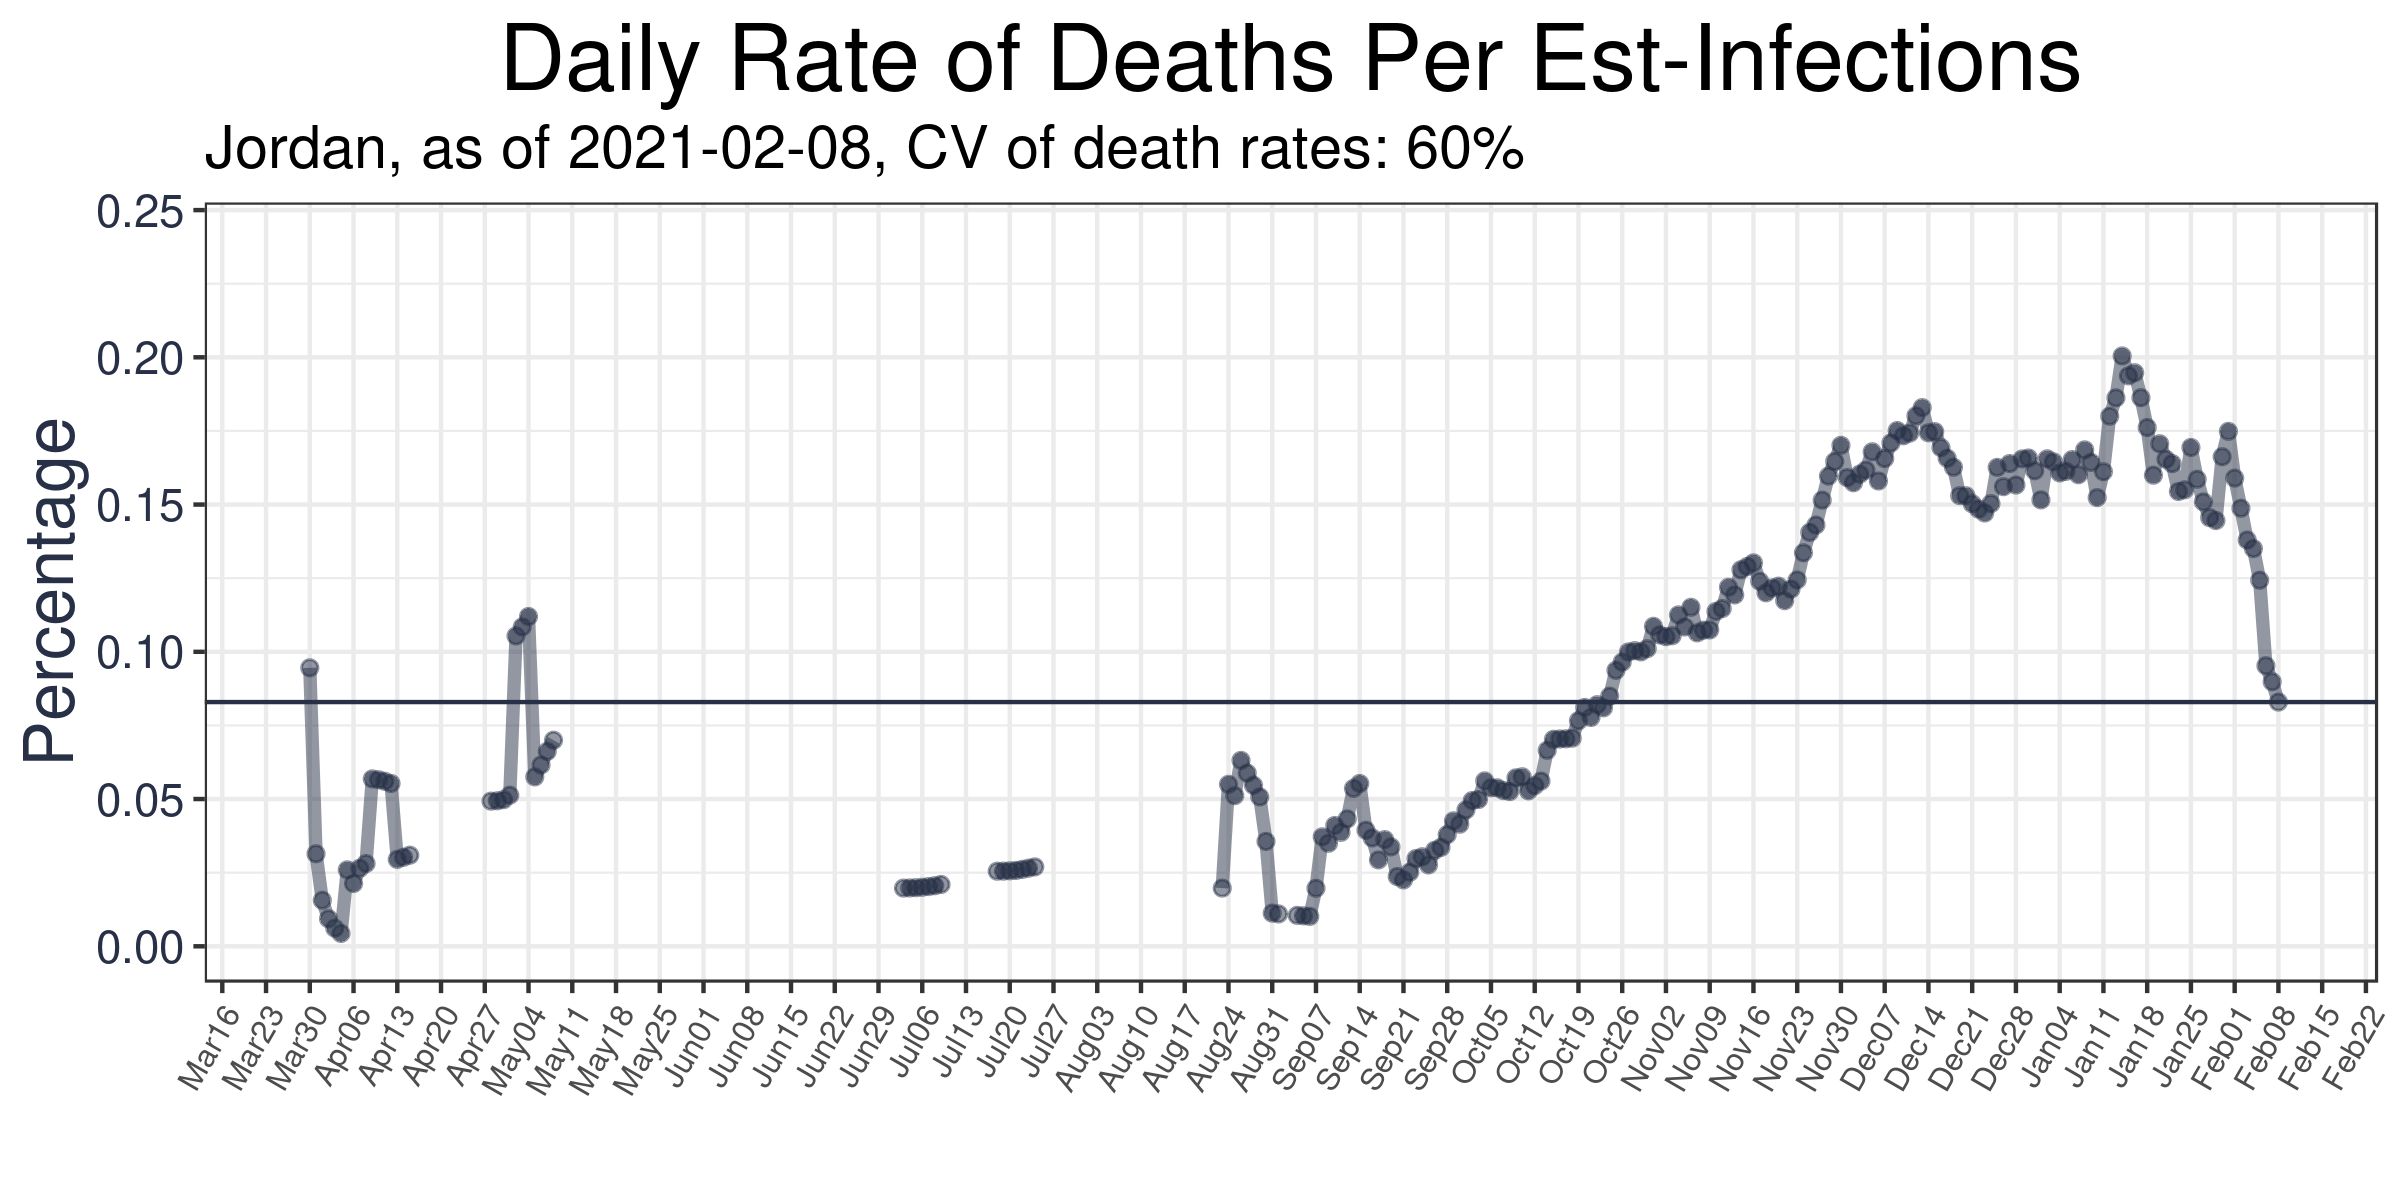 Daily Rate of Deaths Per Est-Infections
Jordan, as of 2021-02-08, CV of death rates: 60%
Percentage
0.25
0.20
0.15
0.10
0.05
0.00
Mar16 Mar23 Mar30 Apr06 Apr13 Apr20 Apr27 May04 May11 May18 May25 Jun01 Jun08 Jun15 Jun22 Jun29 Jul06 Jul13 Jul20 Jul27 Aug03 Aug10 Aug17 Aug24 Aug31 Sep07 Sep14 Sep21 Sep28 Oct05 Oct12 Oct19 Oct26 Nov02 Nov09 Nov16 Nov23 Nov30 Dec07 Dec14 Dec21 Dec28 Jan04 Jan11 Jan18 Jan25 Feb01 Feb08 Feb15 Feb22